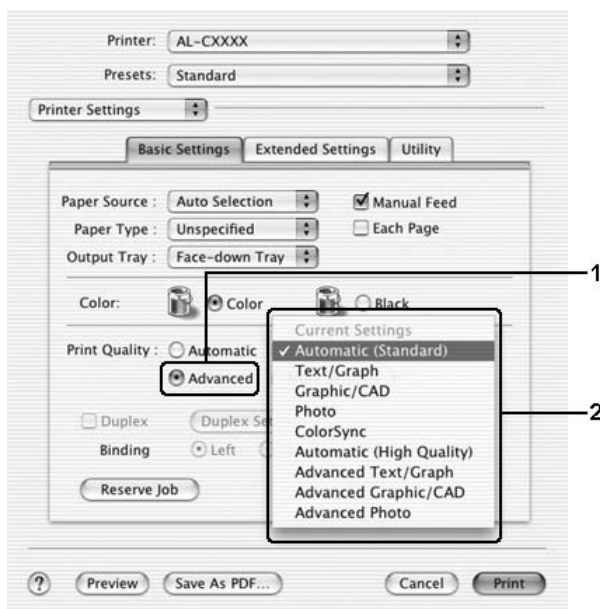 Printer: AL-CXXXX
Presets: Standard
Printer Settings
Basic Settings Extended Settings Utility
Paper Source : Auto Selection Manual Feed
Paper Type : Unspecified Each Page
Output Tray : Face-down Tray
1
Color: Color Black
Current Settings
Print Quality : Automatic ✓ Automatic (Standard)
Advanced Text/Graph
Graphic/CAD
Duplex Duplex Set Photo
2
ColorSync
Binding Left Automatic (High Quality)
Advanced Text/Graph
Reserve Job Advanced Graphic/CAD
Advanced Photo
? Preview Save As PDF... Cancel Print